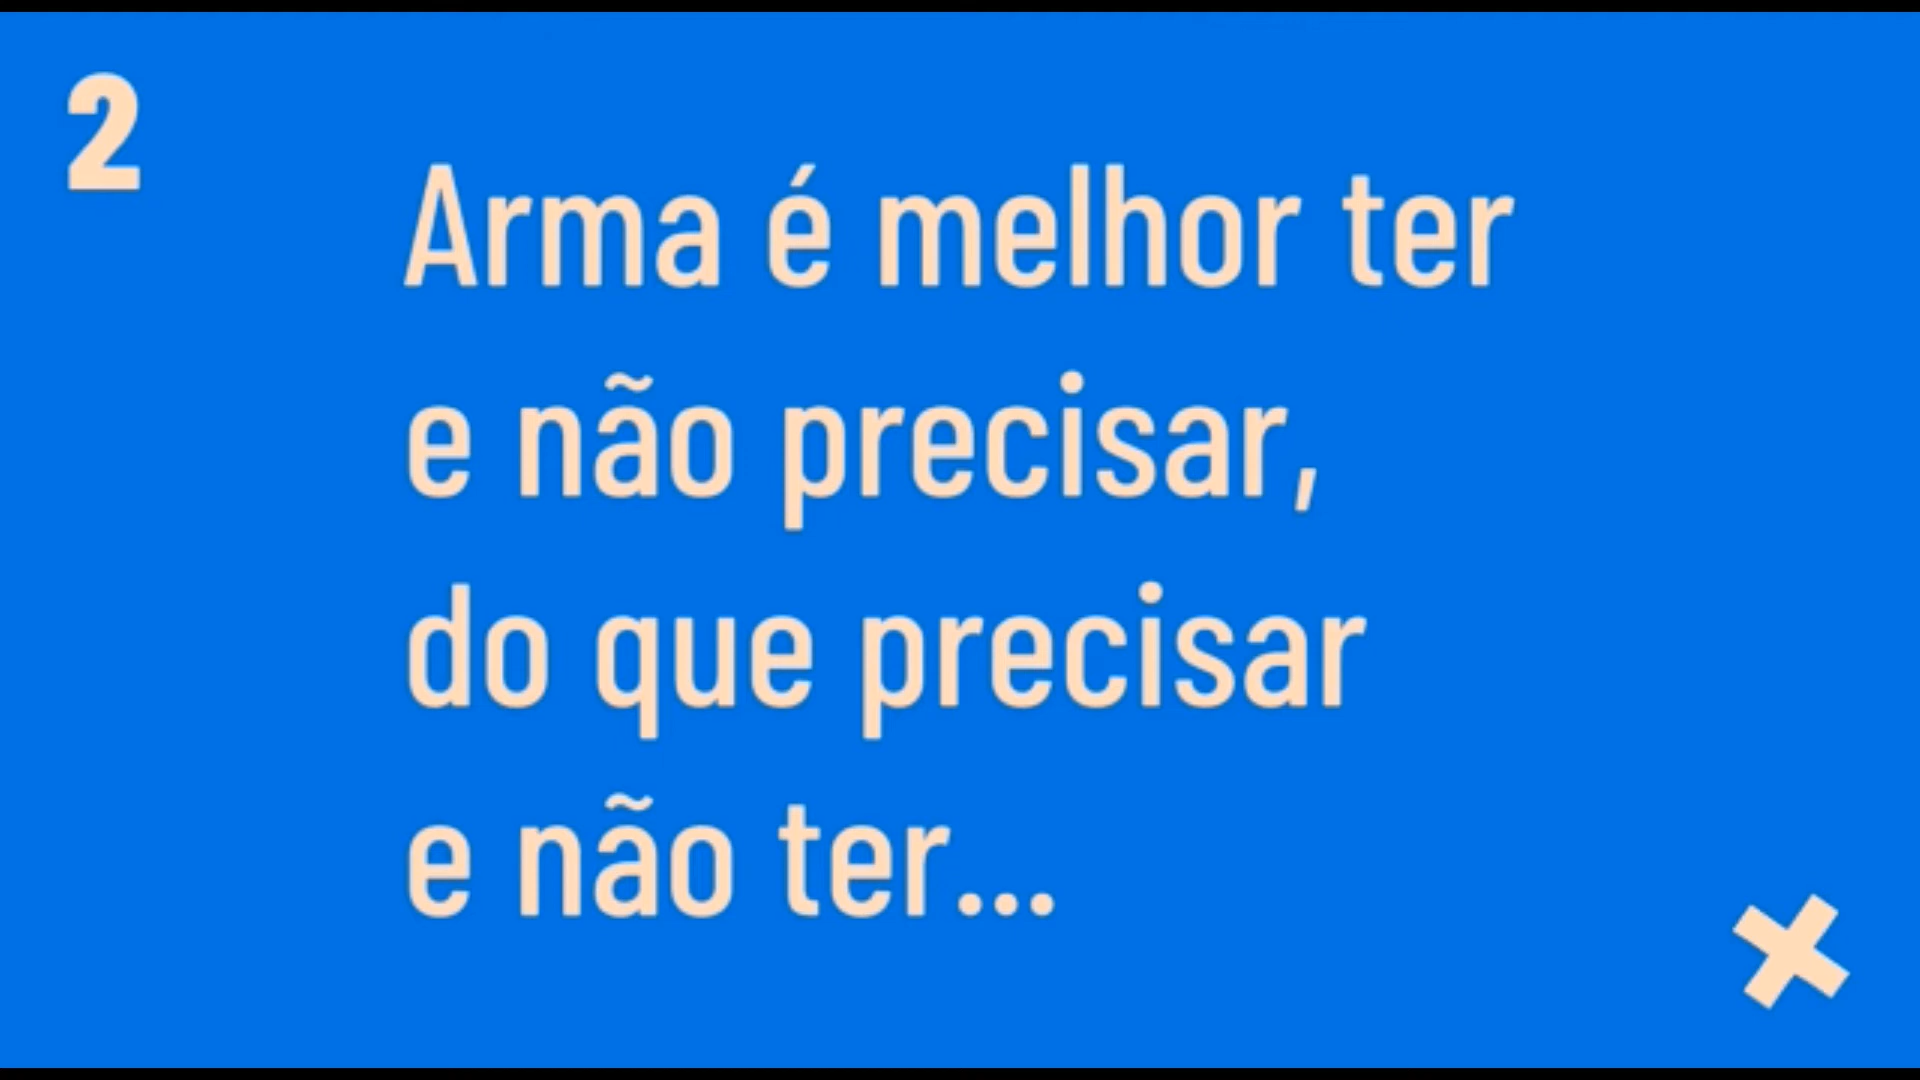 2
Arma é melhor ter
e não precisar,
do que precisar
e não ter...